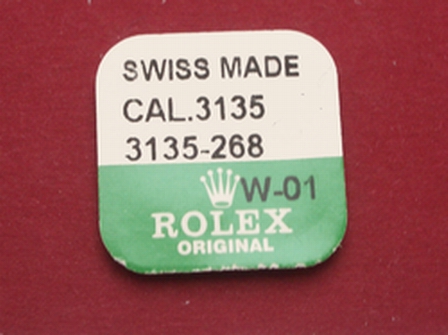 SWISS MADE
CAL.3135
3135-268
W-01
ROLEX
ORIGINAL